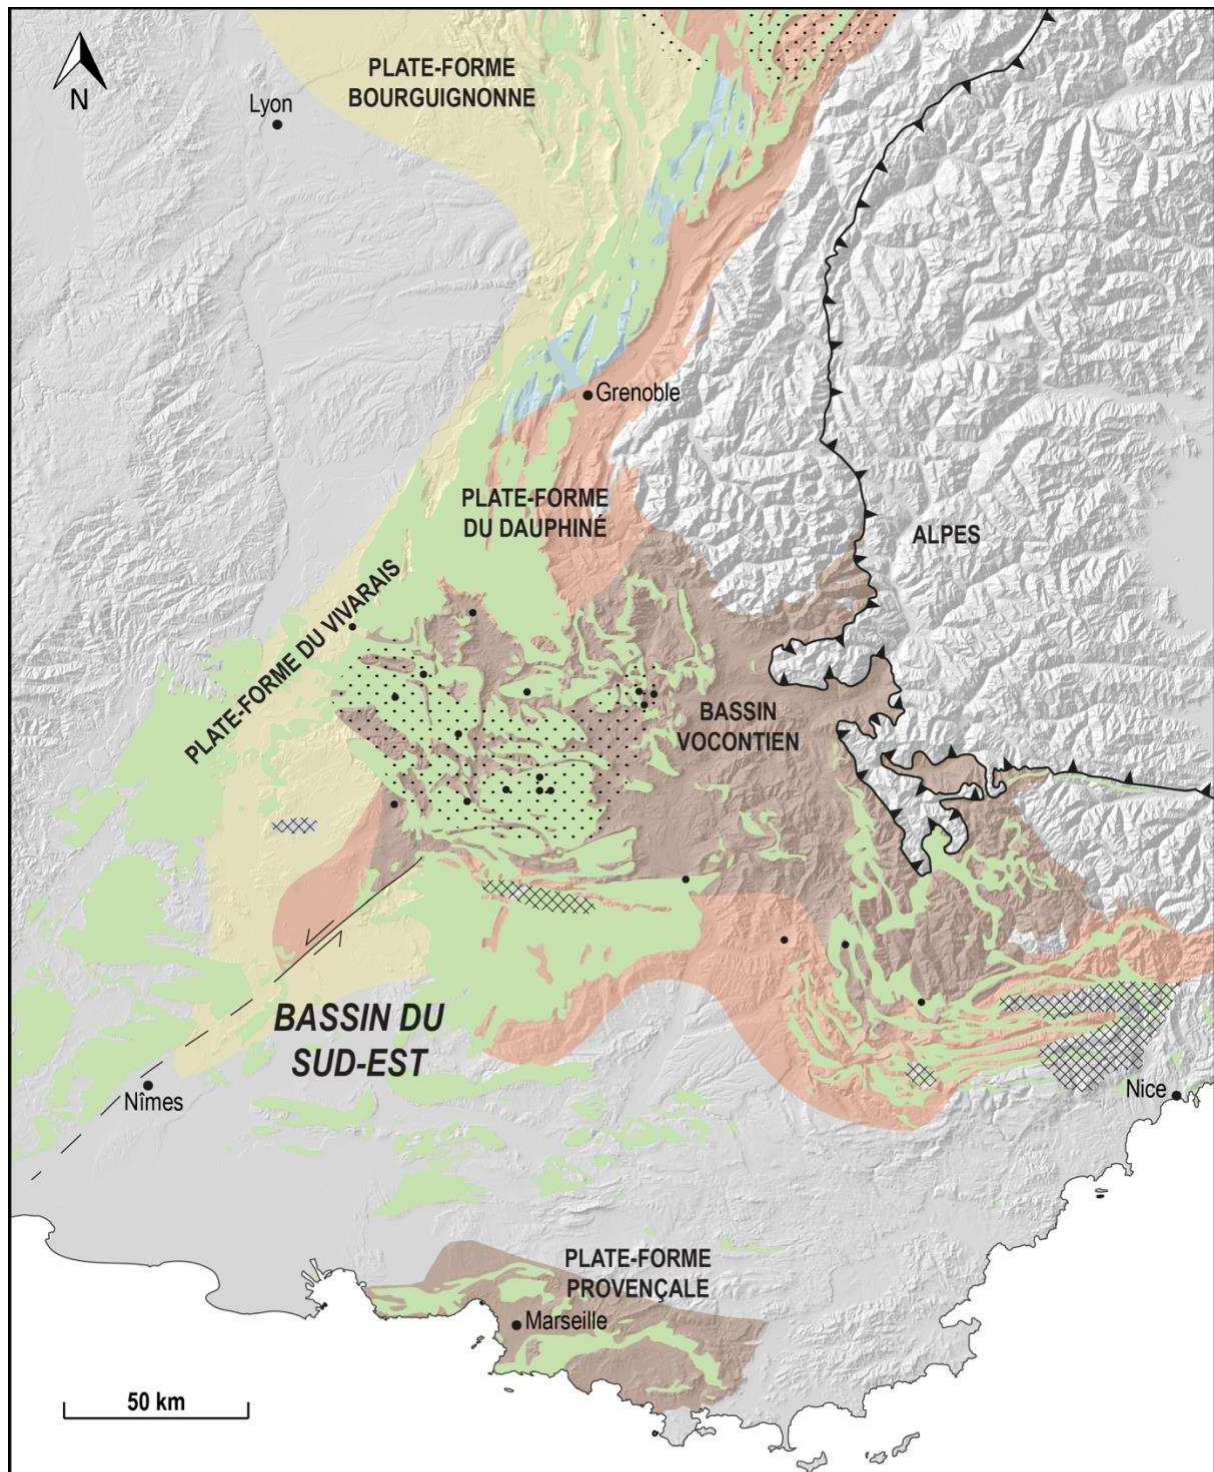 PLATE-FORME
BOURGUIGNONNE
N
Lyon
Grenoble
PLATE-FORME
DU DAUPHINÉ
ALPES
PLATE-FORME DU VIVARAIS
BASSIN
VOCONTIEN
BASSIN DU
SUD-EST
Nîmes
Nice
PLATE-FORME
PROVENÇALE
Marseille
50 km